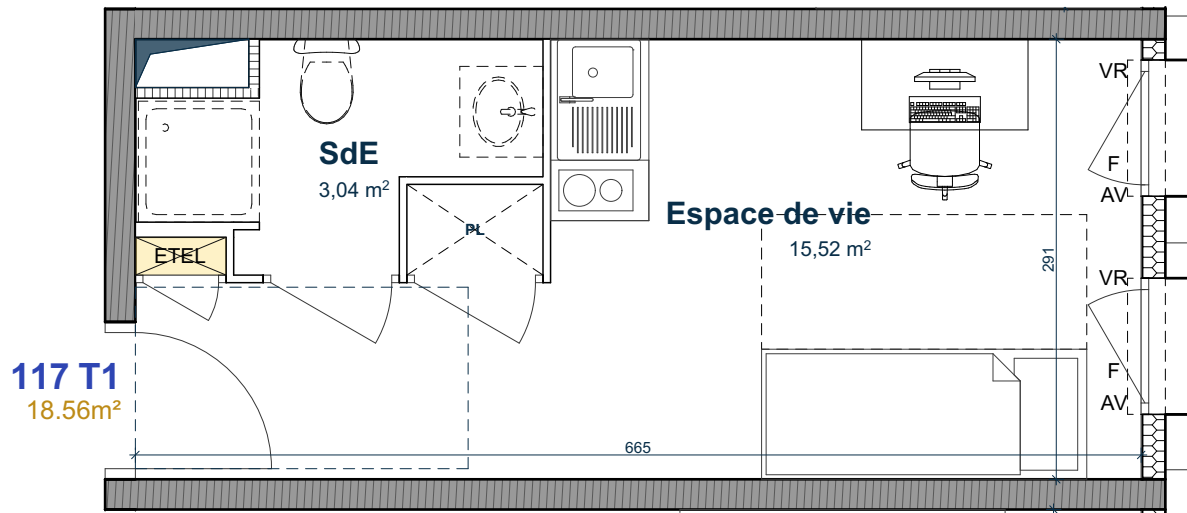 VR
SdE
3,04 m²
F
AV
PL
Espace de vie
15,52 m²
ETEL
291
VR
117 T1
18.56m²
F
AV
665